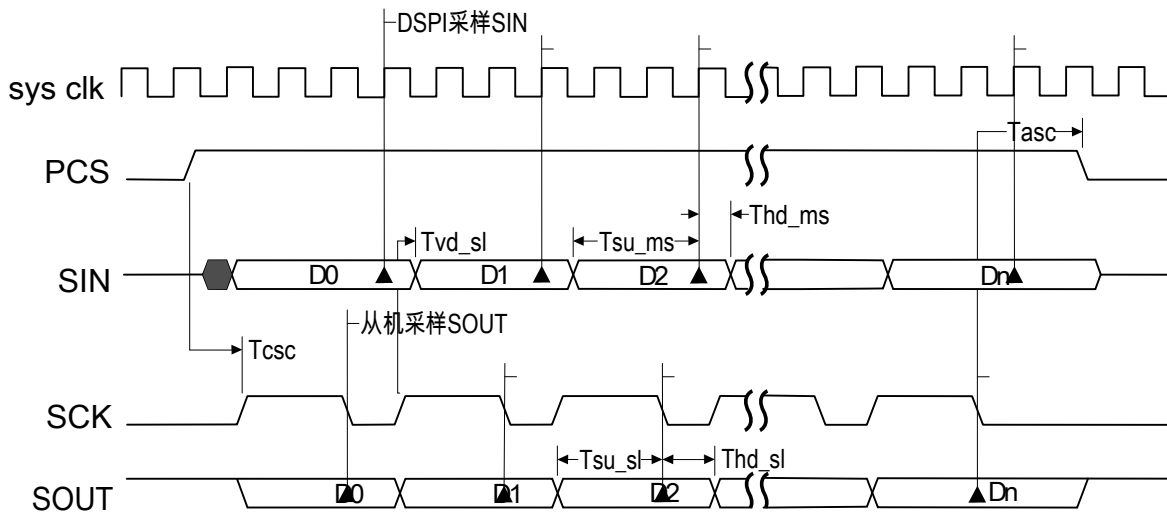 DSPI采样SIN
sys clk
Tasc
PCS
Thd_ms
Tvd_sl
Tsu_ms
SIN
D0
D1
D2
Dn
从机采样SOUT
Tcsc
SCK
Tsu_sl
Thd_sl
SOUT
D0
D1
D2
Dn